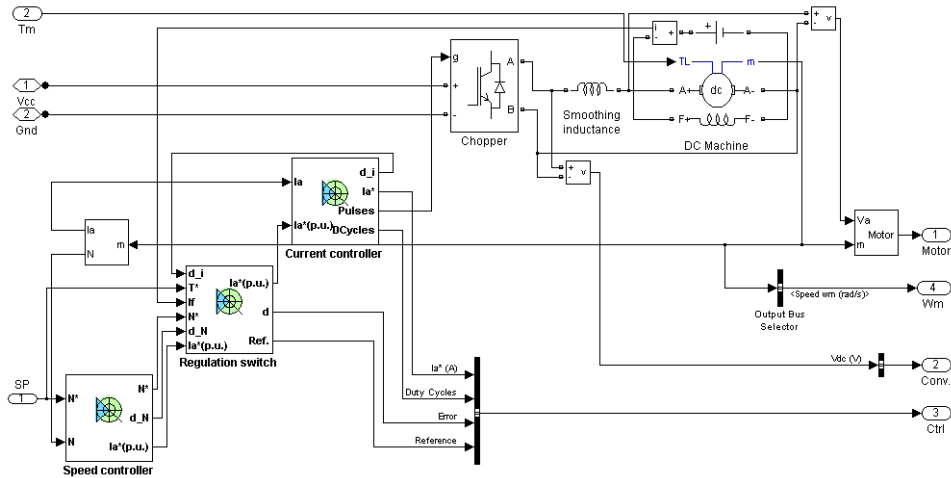 2
Tm
1
Vcc
2
Gnd
g
+
-
A
B
Chopper
Smoothing
inductance
i
+
-
+
TL
m
A+
dc
A-
F+
F-
DC Machine
+
-
v
+
-
v
Ia
d_i
Ia*
Pulses
Ia*(p.u.)
DCycles
Current controller
Ia
N
m
Va
m
Motor
1
Motor
d_i
T*
If
N*
d_N
Ia*(p.u.)
Ia*(p.u.)
d
Ref.
Regulation switch
<Speed wm (rad/s)>
Output Bus
Selector
4
Wm
SP
1
N*
N
N*
d_N
Ia*(p.u.)
Speed controller
Ia* (A)
Duty Cycles
Error
Reference
Vdc (V)
2
Conv.
3
Ctrl